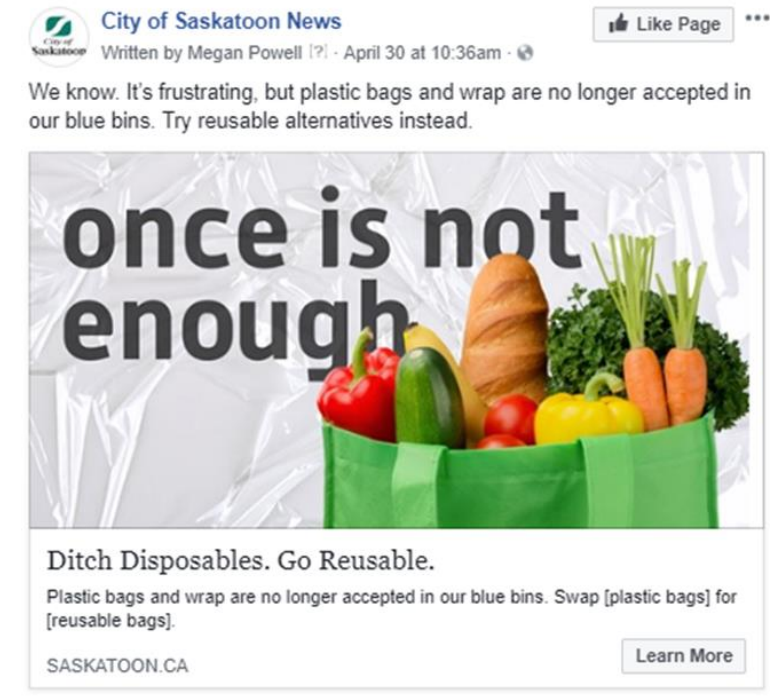 City of Saskatoon News
Like Page
City of
Saskatoon
Written by Megan Powell [?] · April 30 at 10:36am ·
We know. It's frustrating, but plastic bags and wrap are no longer accepted in
our blue bins. Try reusable alternatives instead.
once is not
enough
Ditch Disposables. Go Reusable.
Plastic bags and wrap are no longer accepted in our blue bins. Swap [plastic bags] for
[reusable bags].
SASKATOON.CA
Learn More